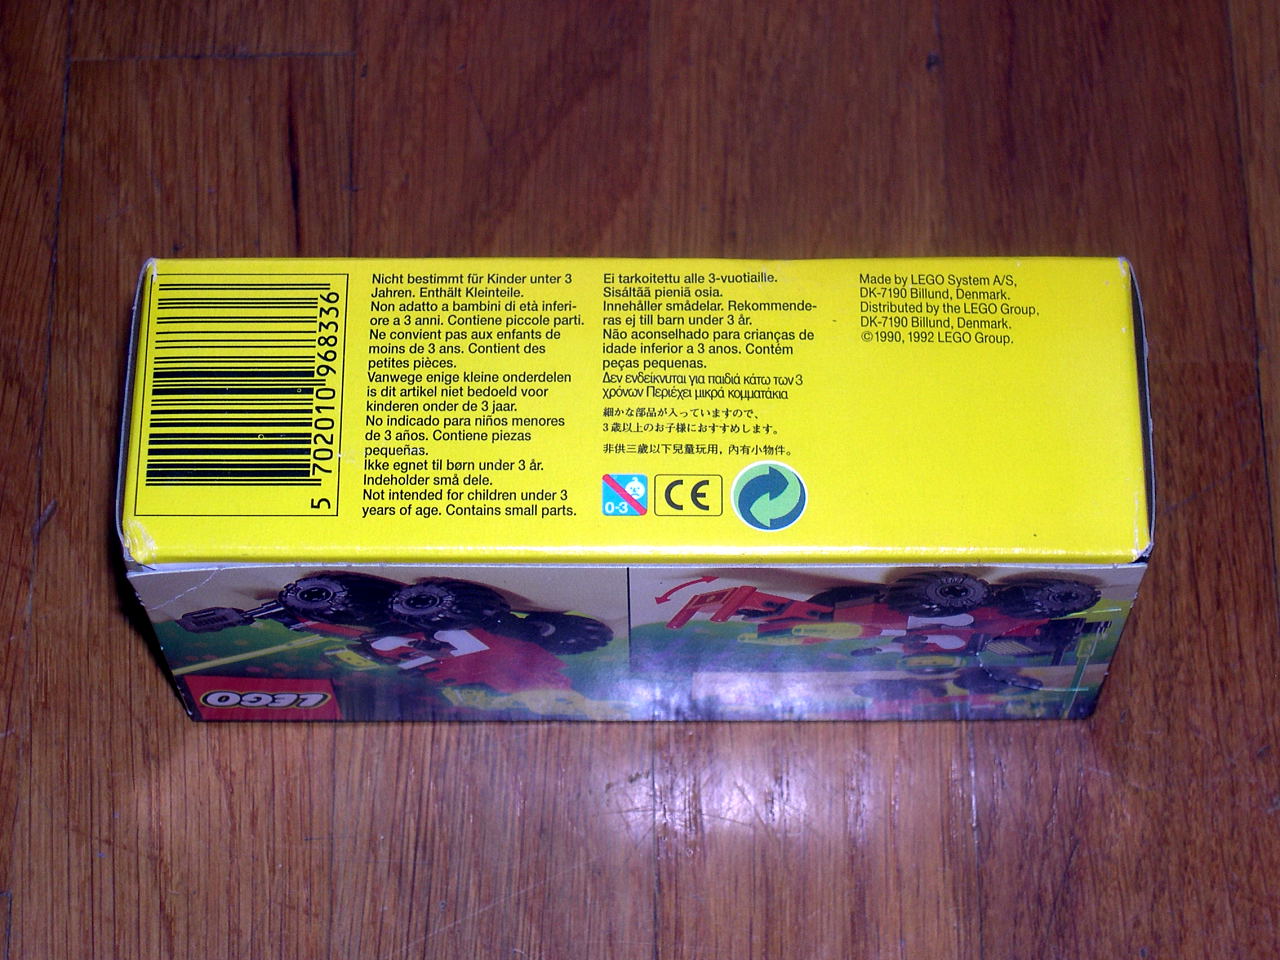 5 702010 968336
Nicht bestimmt für Kinder unter 3
Jahren. Enthält Kleinteile.
Non adatto a bambini di età inferi-
ore a 3 anni. Contiene piccole parti.
Ne convient pas aux enfants de
moins de 3 ans. Contient des
petites pièces.
Vanwege enige kleine onderdelen
is dit artikel niet bedoeld voor
kinderen onder de 3 jaar.
No indicado para niños menores
de 3 años. Contiene piezas
pequeñas.
Ikke egnet til børn under 3 år.
Indeholder små dele.
Not intended for children under 3
years of age. Contains small parts.
Ei tarkoitettu alle 3-vuotiaille.
Sisältää pieniä osia.
Innehåller smådelar. Rekommende-
ras ej till barn under 3 år.
Não aconselhado para crianças de
idade inferior a 3 anos. Contém
peças pequenas.
Δεν ενδείκνυται για παιδιά κάτω των 3
χρόνων Περιέχει μικρά κομματάκια
細かな部品が入っていますので、
3歳以上のお子様におすすめします。
非供三歲以下兒童玩用，內有小物件。
0-3
CE
Made by LEGO System A/S,
DK-7190 Billund, Denmark.
Distributed by the LEGO Group,
DK-7190 Billund, Denmark.
©1990, 1992 LEGO Group.
LEGO